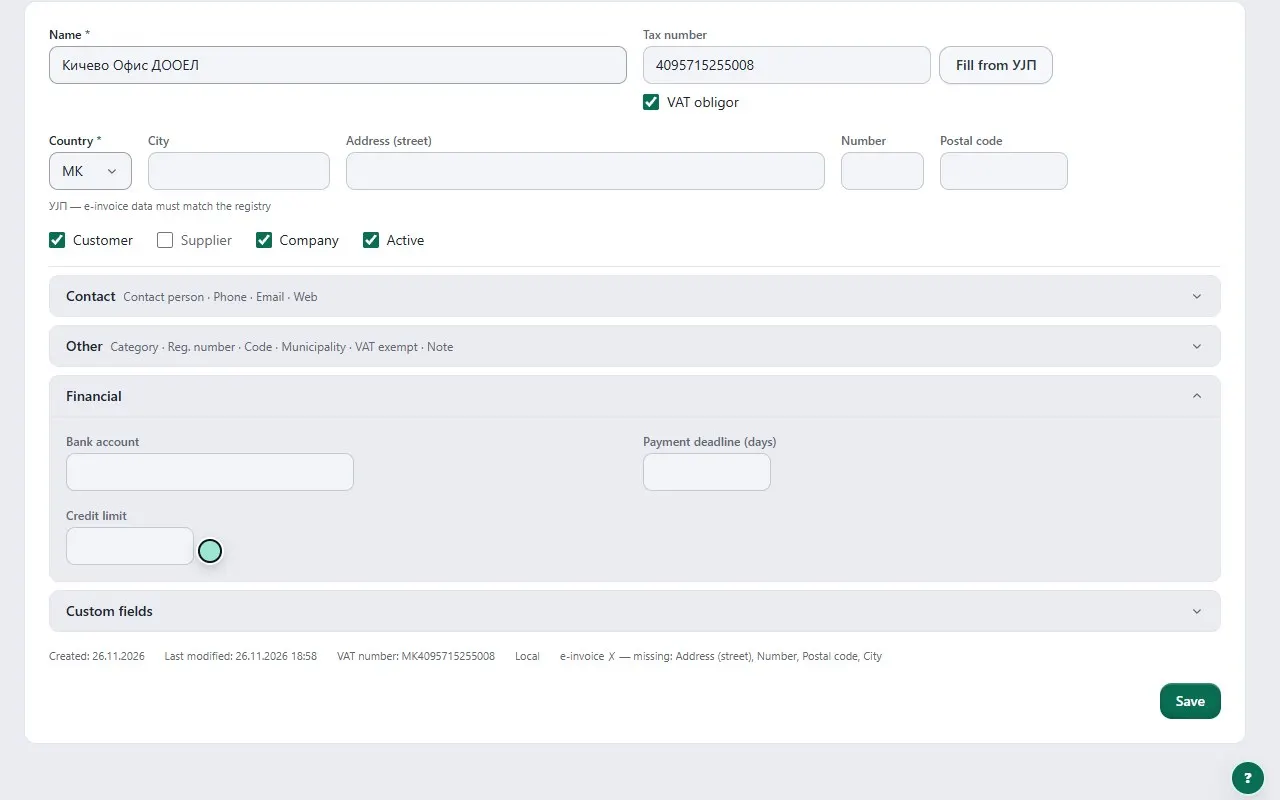 Name *
Tax number
Кичево Офис ДООЕЛ
4095715255008
Fill from УЈП
VAT obligor
Country *
City
Address (street)
Number
Postal code
MK
УЈП — e-invoice data must match the registry
Customer
Supplier
Company
Active
Contact Contact person · Phone · Email · Web
Other Category · Reg. number · Code · Municipality · VAT exempt · Note
Financial
Bank account
Payment deadline (days)
Credit limit
Custom fields
Created: 26.11.2026 Last modified: 26.11.2026 18:58 VAT number: MK4095715255008 Local e-invoice X — missing: Address (street), Number, Postal code, City
Save
?